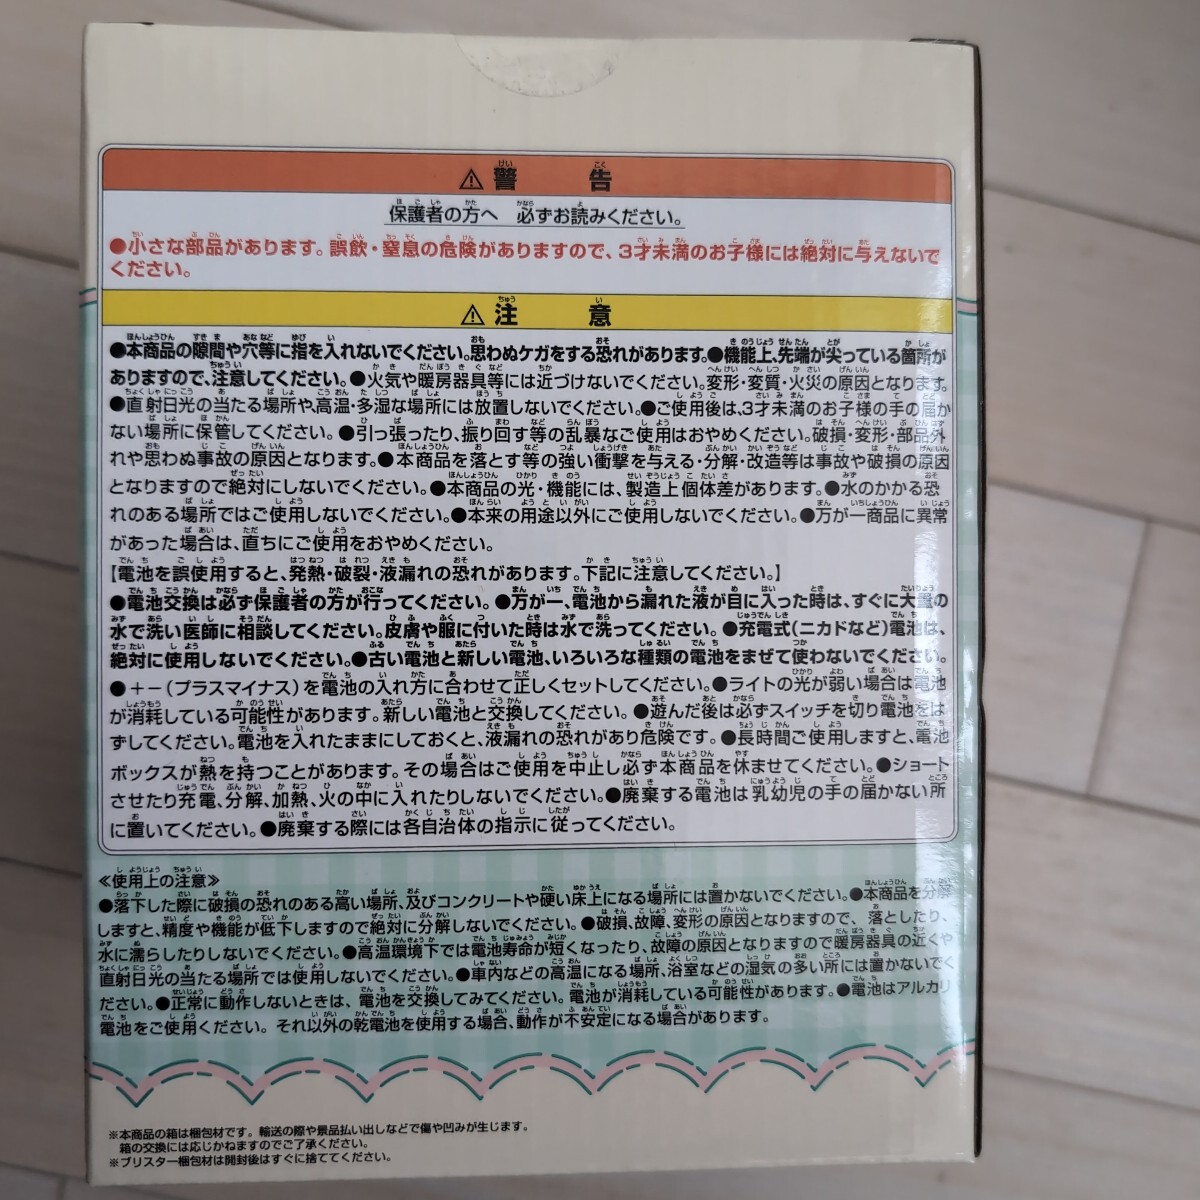 ⚠警告
保護者の方へ 必ずお読みください。
●小さな部品があります。誤飲・窒息の危険がありますので、3才未満のお子様には絶対に与えないで
ください。
⚠注意
●本商品の隙間や穴等に指を入れないでください。思わぬケガをする恐れがあります。●機能上、先端が尖っている箇所が
ありますので、注意してください。●火気や暖房器具等には近づけないでください。変形・変質・火災の原因となります。
●直射日光の当たる場所や、高温・多湿な場所には放置しないでください。●ご使用後は、3才未満のお子様の手の届か
ない場所に保管してください。●引っ張ったり、振り回す等の乱暴なご使用はおやめください。破損・変形・部品外
れや思わぬ事故の原因となります。●本商品を落とす等の強い衝撃を与える・分解・改造等は事故や破損の原因
となりますので絶対にしないでください。●本商品の光・機能には、製造上個体差があります。●水のかかる恐
れのある場所ではご使用しないでください。●本来の用途以外にご使用しないでください。●万が一商品に異常
があった場合は、直ちにご使用をおやめください。
【電池を誤使用すると、発熱・破裂・液漏れの恐れがあります。下記に注意してください。】
●電池交換は必ず保護者の方が行ってください。●万が一、電池から漏れた液が目に入った時は、すぐに大量の
水で洗い医師に相談してください。皮膚や服に付いた時は水で洗ってください。●充電式(ニカドなど)電池は、
絶対に使用しないでください。●古い電池と新しい電池、いろいろな種類の電池をまぜて使わないでください。
●+−(プラスマイナス)を電池の入れ方に合わせて正しくセットしてください。●ライトの光が弱い場合は電池
が消耗している可能性があります。新しい電池と交換してください。●遊んだ後は必ずスイッチを切り電池をは
ずしてください。電池を入れたままにしておくと、液漏れの恐れがあり危険です。●長時間ご使用しますと、電池
ボックスが熱を持つことがあります。その場合はご使用を中止し必ず本商品を休ませてください。●ショート
させたり充電、分解、加熱、火の中に入れたりしないでください。●廃棄する電池は乳幼児の手の届かない所
に置いてください。●廃棄する際には各自治体の指示に従ってください。
≪使用上の注意≫
●落下した際に破損の恐れのある高い場所、及びコンクリートや硬い床上になる場所には置かないでください。●本商品を分解
しますと、精度や機能が低下しますので絶対に分解しないでください。●破損、故障、変形の原因となりますので、落としたり、
水に濡らしたりしないでください。●高温環境下では電池寿命が短くなったり、故障の原因となりますので暖房器具の近くや
直射日光の当たる場所では使用しないでください。●車内などの高温になる場所、浴室などの湿気の多い所には置かないでく
ださい。●正常に動作しないときは、電池を交換してみてください。電池が消耗している可能性があります。●電池はアルカリ
電池をご使用ください。それ以外の乾電池を使用する場合、動作が不安定になる場合があります。
※本商品の箱は梱包材です。輸送の際や景品払い出しなどで傷や凹みが生じます。
箱の交換には応じかねますのでご了承ください。
※ブリスター梱包材は開封後はすぐに捨ててください。